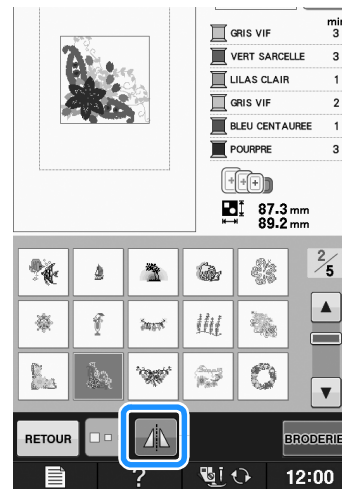 min
GRIS VIF 3
VERT SARCELLE 3
LILAS CLAIR 1
GRIS VIF 2
BLEU CENTAUREE 1
POURPRE 3
87.3 mm
89.2 mm
2/5
RETOUR
BRODERIE
?
12:00